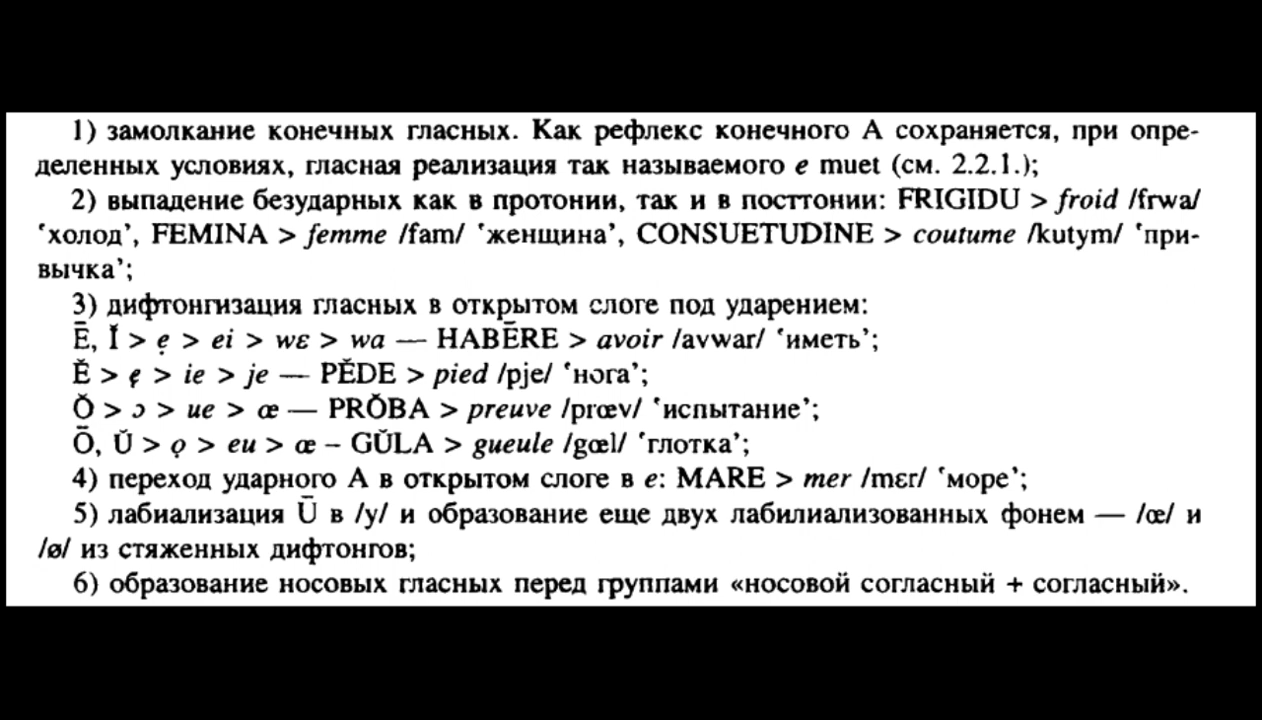 1) замолкание конечных гласных. Как рефлекс конечного А сохраняется, при опре-
деленных условиях, гласная реализация так называемого e muet (см. 2.2.1.);
2) выпадение безударных как в протонии, так и в посттонии: FRIGIDU > froid /frwa/
‘холод’, FEMINA > femme /fam/ ‘женщина’, CONSUETUDINE > coutume /kutym/ ‘при-
вычка’;
3) дифтонгизация гласных в открытом слоге под ударением:
Ē, Ĭ > ẹ > ei > wɛ > wa — HABĒRE > avoir /avwar/ ‘иметь’;
Ĕ > ę > ie > je — PĔDE > pied /pje/ ‘нога’;
Ŏ > ɔ > ue > œ — PRŎBA > preuve /prœv/ ‘испытание’;
Ō, Ŭ > ọ > eu > œ – GŬLA > gueule /gœl/ ‘глотка’;
4) переход ударного А в открытом слоге в e: MARE > mer /mɛr/ ‘море’;
5) лабиализация Ū в /y/ и образование еще двух лабилиализованных фонем — /œ/ и
/ø/ из стяженных дифтонгов;
6) образование носовых гласных перед группами «носовой согласный + согласный».